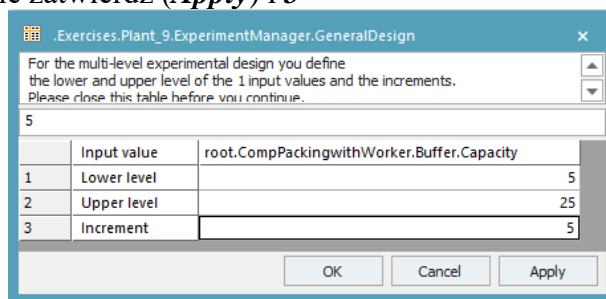 zatwierdź (Apply) i
.Exercises.Plant_9.ExperimentManager.GeneralDesign
For the multi-level experimental design you define
the lower and upper level of the 1 input values and the increments.
Please close this table before you continue.
5
Input value root.CompPackingwithWorker.Buffer.Capacity
1 Lower level 5
2 Upper level 25
3 Increment 5
OK Cancel Apply